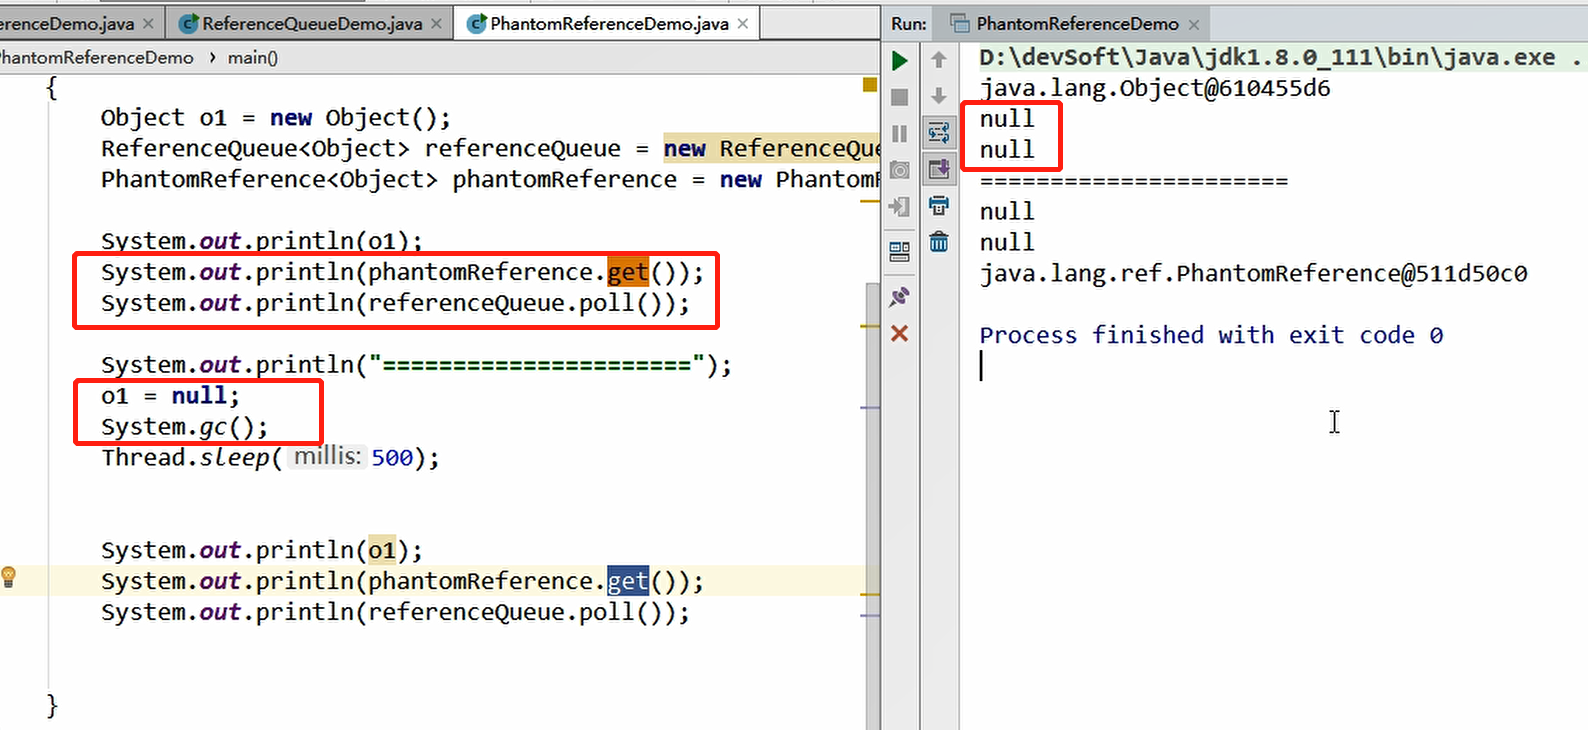 erenceDemo.java × ReferenceQueueDemo.java × PhantomReferenceDemo.java ×
PhantomReferenceDemo › main()
{
Object o1 = new Object();
ReferenceQueue<Object> referenceQueue = new ReferenceQue
PhantomReference<Object> phantomReference = new Phantom
System.out.println(o1);
System.out.println(phantomReference.get());
System.out.println(referenceQueue.poll());
System.out.println("======================");
o1 = null;
System.gc();
Thread.sleep( millis: 500);
System.out.println(o1);
System.out.println(phantomReference.get());
System.out.println(referenceQueue.poll());
}
Run: PhantomReferenceDemo ×
D:\devSoft\Java\jdk1.8.0_111\bin\java.exe .
java.lang.Object@610455d6
null
null
======================
null
null
java.lang.ref.PhantomReference@511d50c0
Process finished with exit code 0